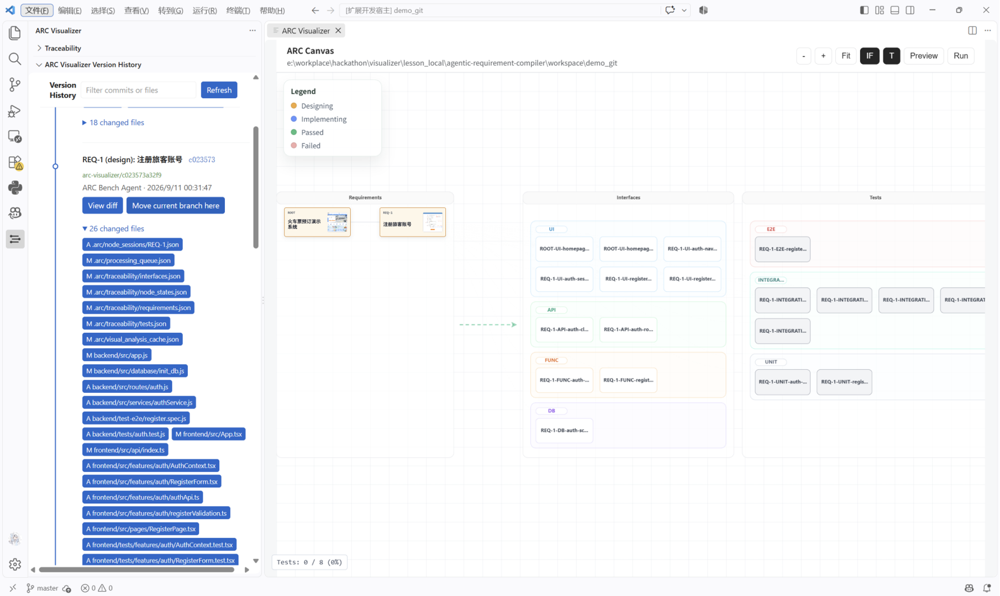 文件(F) 编辑(E) 选择(S) 查看(V) 转到(G) 运行(R) 终端(T) 帮助(H) [扩展开发宿主] demo_git
ARC Visualizer
Traceability
ARC Visualizer Version History
Version History
Filter commits or files
Refresh
18 changed files
REQ-1 (design): 注册旅客账号 c023573
arc-visualizer/c023573a32f9
ARC Bench Agent · 2026/9/11 00:31:47
View diff
Move current branch here
26 changed files
A .arc/node_sessions/REQ-1.json
M .arc/processing_queue.json
M .arc/traceability/interfaces.json
M .arc/traceability/node_states.json
M .arc/traceability/requirements.json
M .arc/traceability/tests.json
M .arc/visual_analysis_cache.json
M backend/src/app.js
M backend/src/database/init_db.js
A backend/src/routes/auth.js
A backend/src/services/authService.js
A backend/test-e2e/register.spec.js
A backend/tests/auth.test.js M frontend/src/App.tsx
M frontend/src/api/index.ts
A frontend/src/features/auth/AuthContext.tsx
A frontend/src/features/auth/RegisterForm.tsx
A frontend/src/features/auth/authApi.ts
A frontend/src/features/auth/registerValidation.ts
A frontend/src/pages/RegisterPage.tsx
A frontend/tests/features/auth/AuthContext.test.tsx
A frontend/tests/features/auth/RegisterForm.test.tsx
ARC Visualizer
ARC Canvas
e:\workplace\hackathon\visualizer\lesson_local\agentic-requirement-compiler\workspace\demo_git
- + Fit IF T Preview Run
Legend
Designing
Implementing
Passed
Failed
Requirements
ROOT
火车票预订演示
系统
REQ-1
注册旅客账号
Interfaces
UI
ROOT-UI-homepag... ROOT-UI-homepag... REQ-1-UI-auth-nav...
REQ-1-UI-auth-ses... REQ-1-UI-register... REQ-1-UI-register...
API
REQ-1-API-auth-cl... REQ-1-API-auth-ro...
FUNC
REQ-1-FUNC-auth-... REQ-1-FUNC-regist...
DB
REQ-1-DB-auth-sc...
Tests
E2E
REQ-1-E2E-registe...
INTEGRA...
REQ-1-INTEGRATI... REQ-1-INTEGRATI... REQ-1-INTEGRATI... REQ-1-INTEGRAT
REQ-1-INTEGRATI...
UNIT
REQ-1-UNIT-auth-... REQ-1-UNIT-regis...
Tests: 0 / 8 (0%)
master 0 0